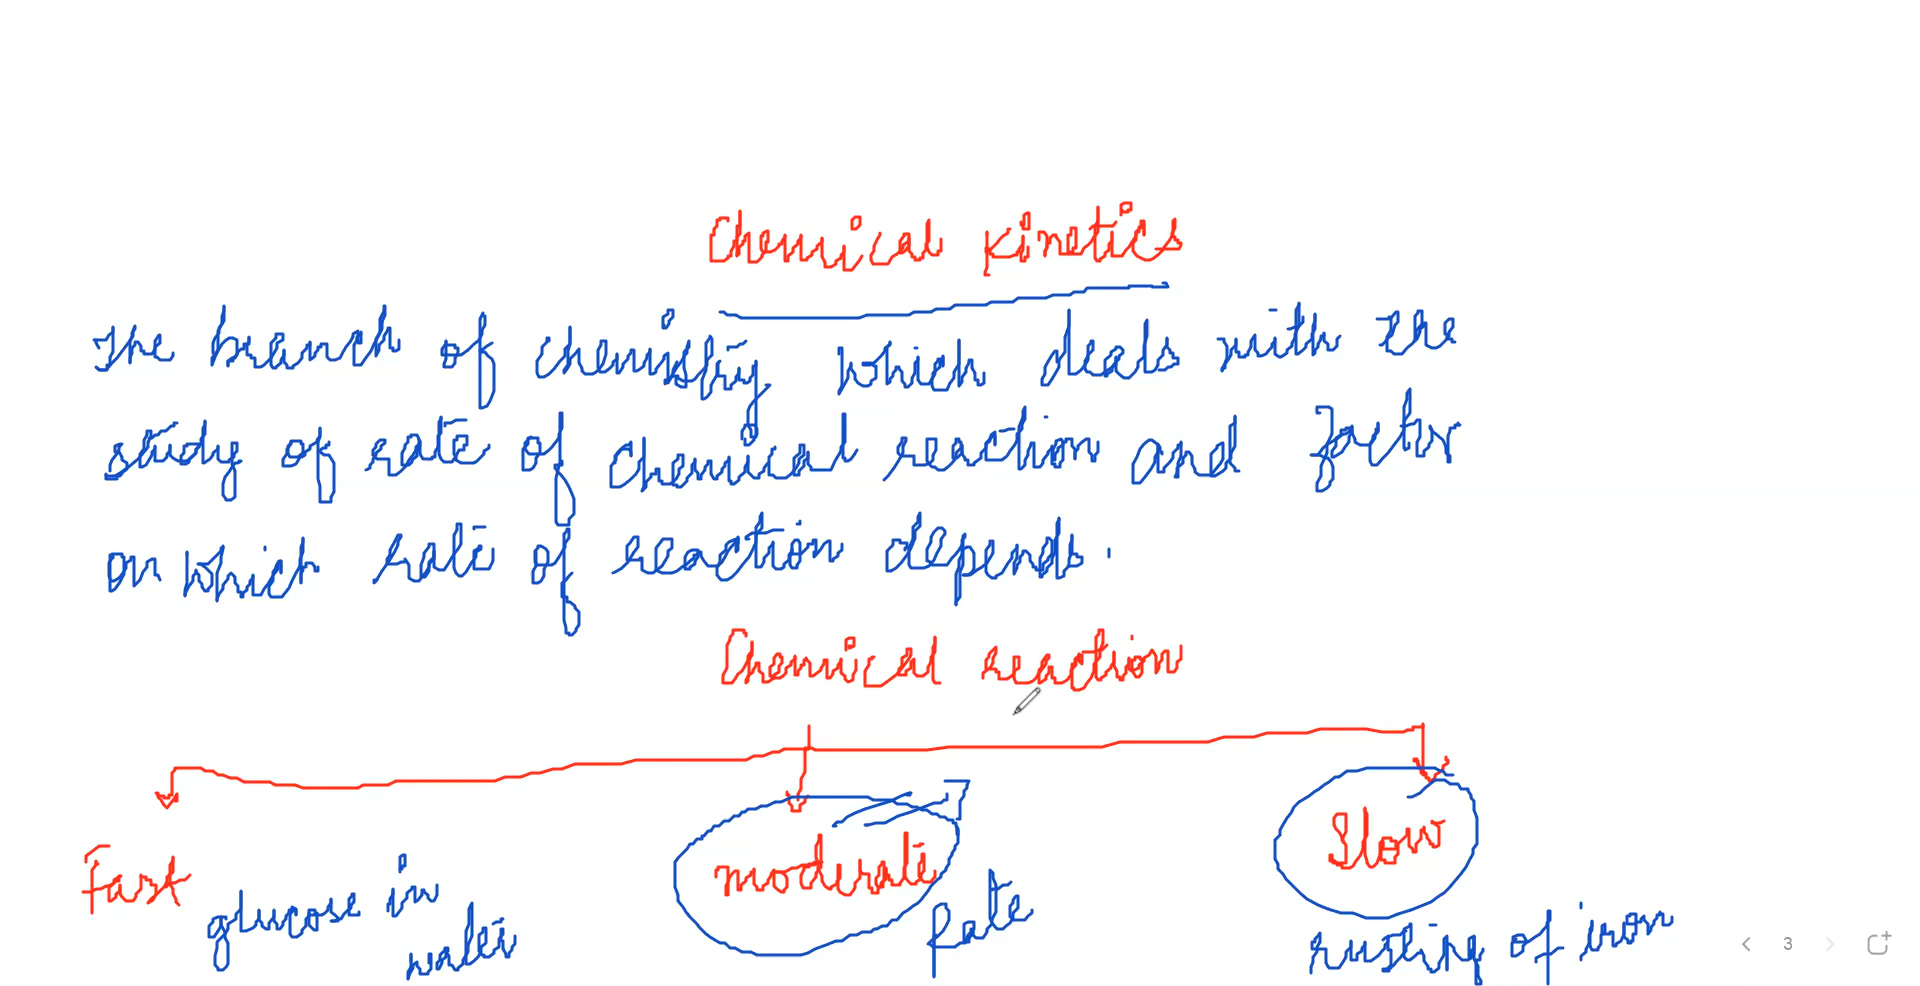 Chemical Kinetics
The branch of chemistry which deals with the
study of rate of chemical reaction and factor
on which rate of reaction depends.
Chemical reaction
Fast moderate Slow
glucose in Rate rusting of iron
water
3